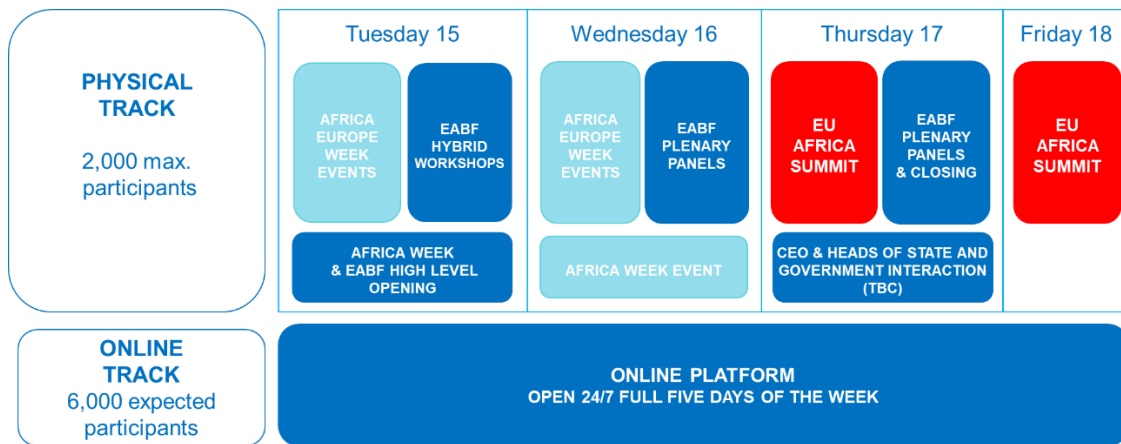 PHYSICAL
TRACK
2,000 max.
participants
Tuesday 15
Wednesday 16
Thursday 17
Friday 18
AFRICA
EUROPE
WEEK
EVENTS
EABF
HYBRID
WORKSHOPS
AFRICA
EUROPE
WEEK
EVENTS
EABF
PLENARY
PANELS
EU
AFRICA
SUMMIT
EABF
PLENARY
PANELS
& CLOSING
EU
AFRICA
SUMMIT
AFRICA WEEK
& EABF HIGH LEVEL
OPENING
AFRICA WEEK EVENT
CEO & HEADS OF STATE AND
GOVERNMENT INTERACTION
(TBC)
ONLINE
TRACK
6,000 expected
participants
ONLINE PLATFORM
OPEN 24/7 FULL FIVE DAYS OF THE WEEK